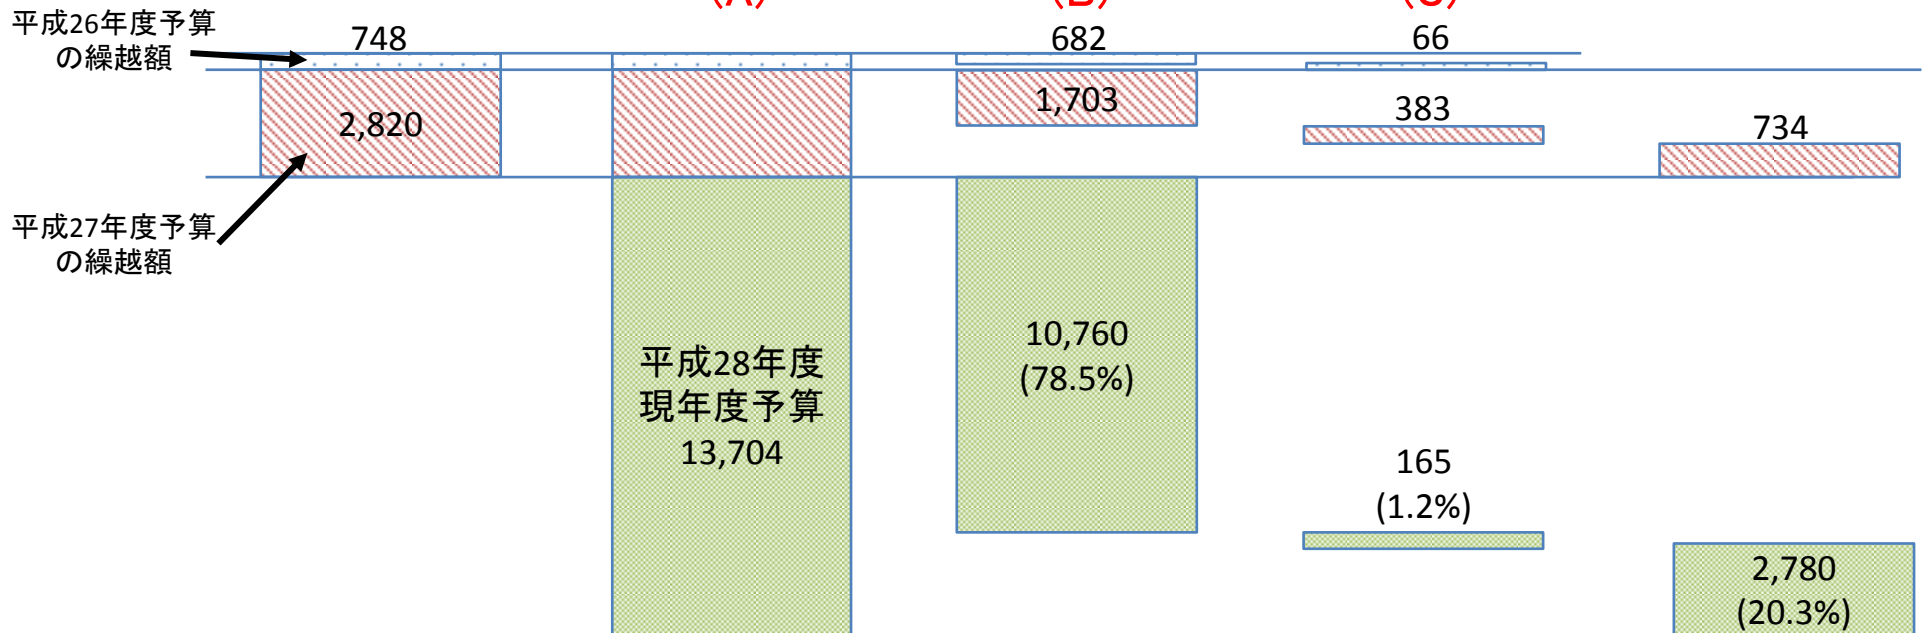 (A)
(B)
(C)
平成26年度予算
の繰越額
748
682
66
2,820
1,703
383
734
平成27年度予算
の繰越額
平成28年度
現年度予算
13,704
10,760
(78.5%)
165
(1.2%)
2,780
(20.3%)